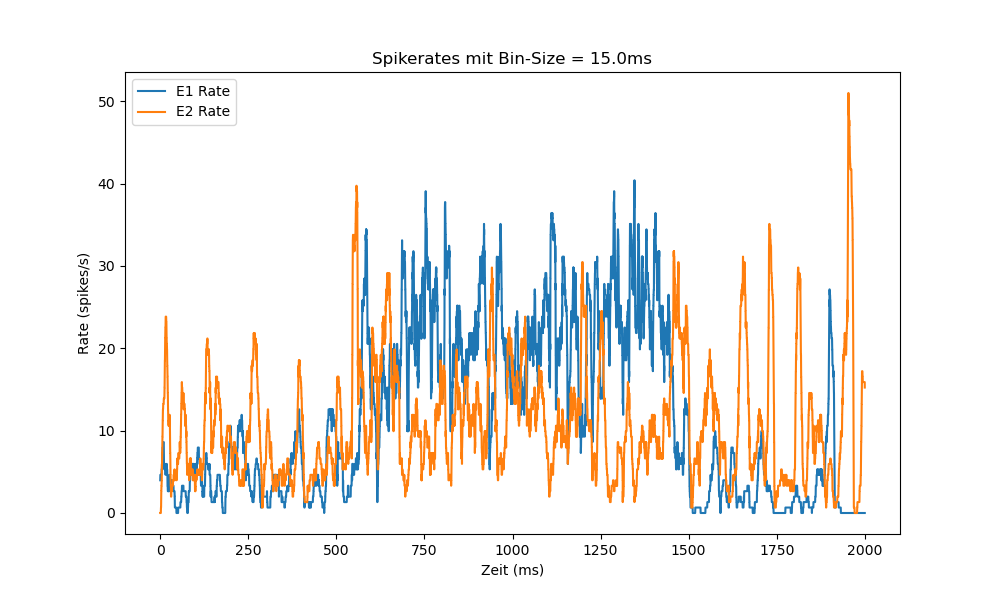 Spikerates mit Bin-Size = 15.0ms
E1 Rate
E2 Rate
Rate (spikes/s)
50
40
30
20
10
0
0 250 500 750 1000 1250 1500 1750 2000
Zeit (ms)